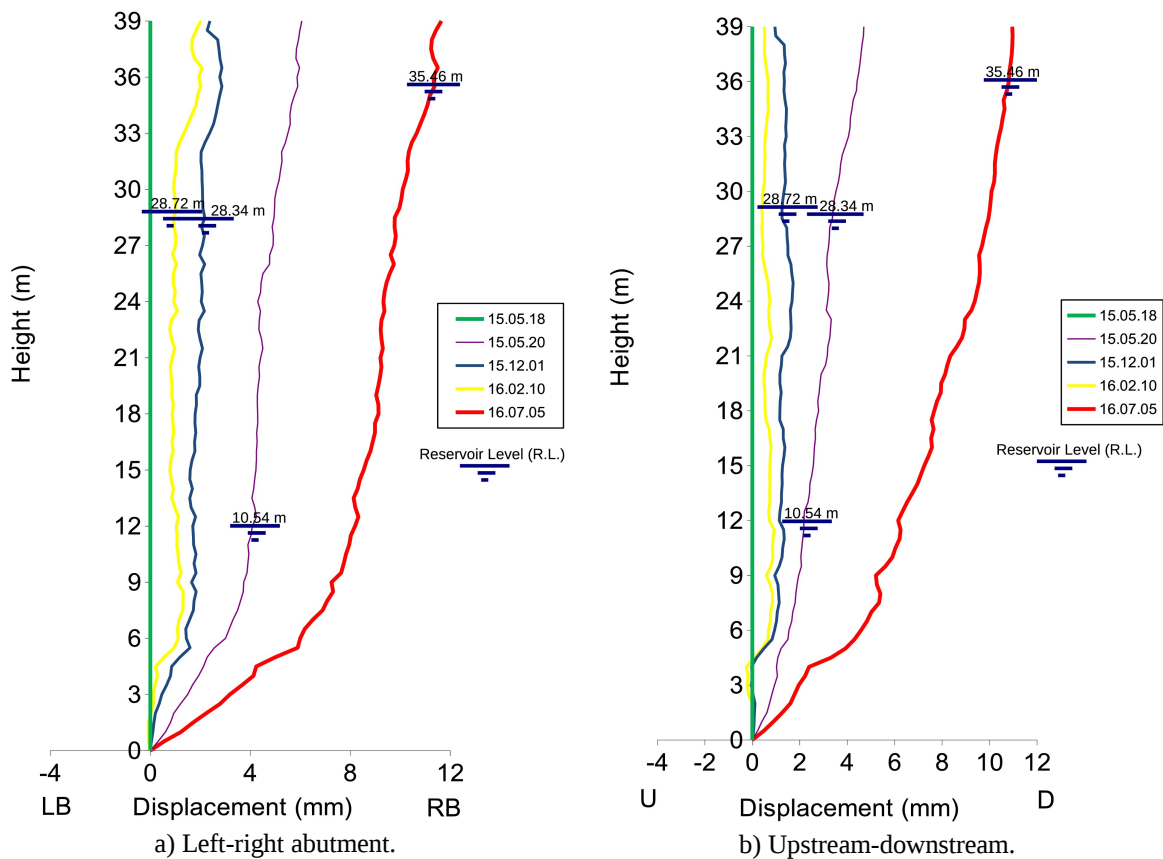 39
36
33
30
27
24
21
18
15
12
9
6
3
0
Height (m)
35.46 m
28.72 m
28.34 m
10.54 m
15.05.18
15.05.20
15.12.01
16.02.10
16.07.05
Reservoir Level (R.L.)
-4 0 4 8 12
LB Displacement (mm) RB
a) Left-right abutment.
39
36
33
30
27
24
21
18
15
12
9
6
3
0
Height (m)
35.46 m
28.72 m
28.34 m
10.54 m
15.05.18
15.05.20
15.12.01
16.02.10
16.07.05
Reservoir Level (R.L.)
-4 -2 0 2 4 6 8 10 12
U Displacement (mm) D
b) Upstream-downstream.